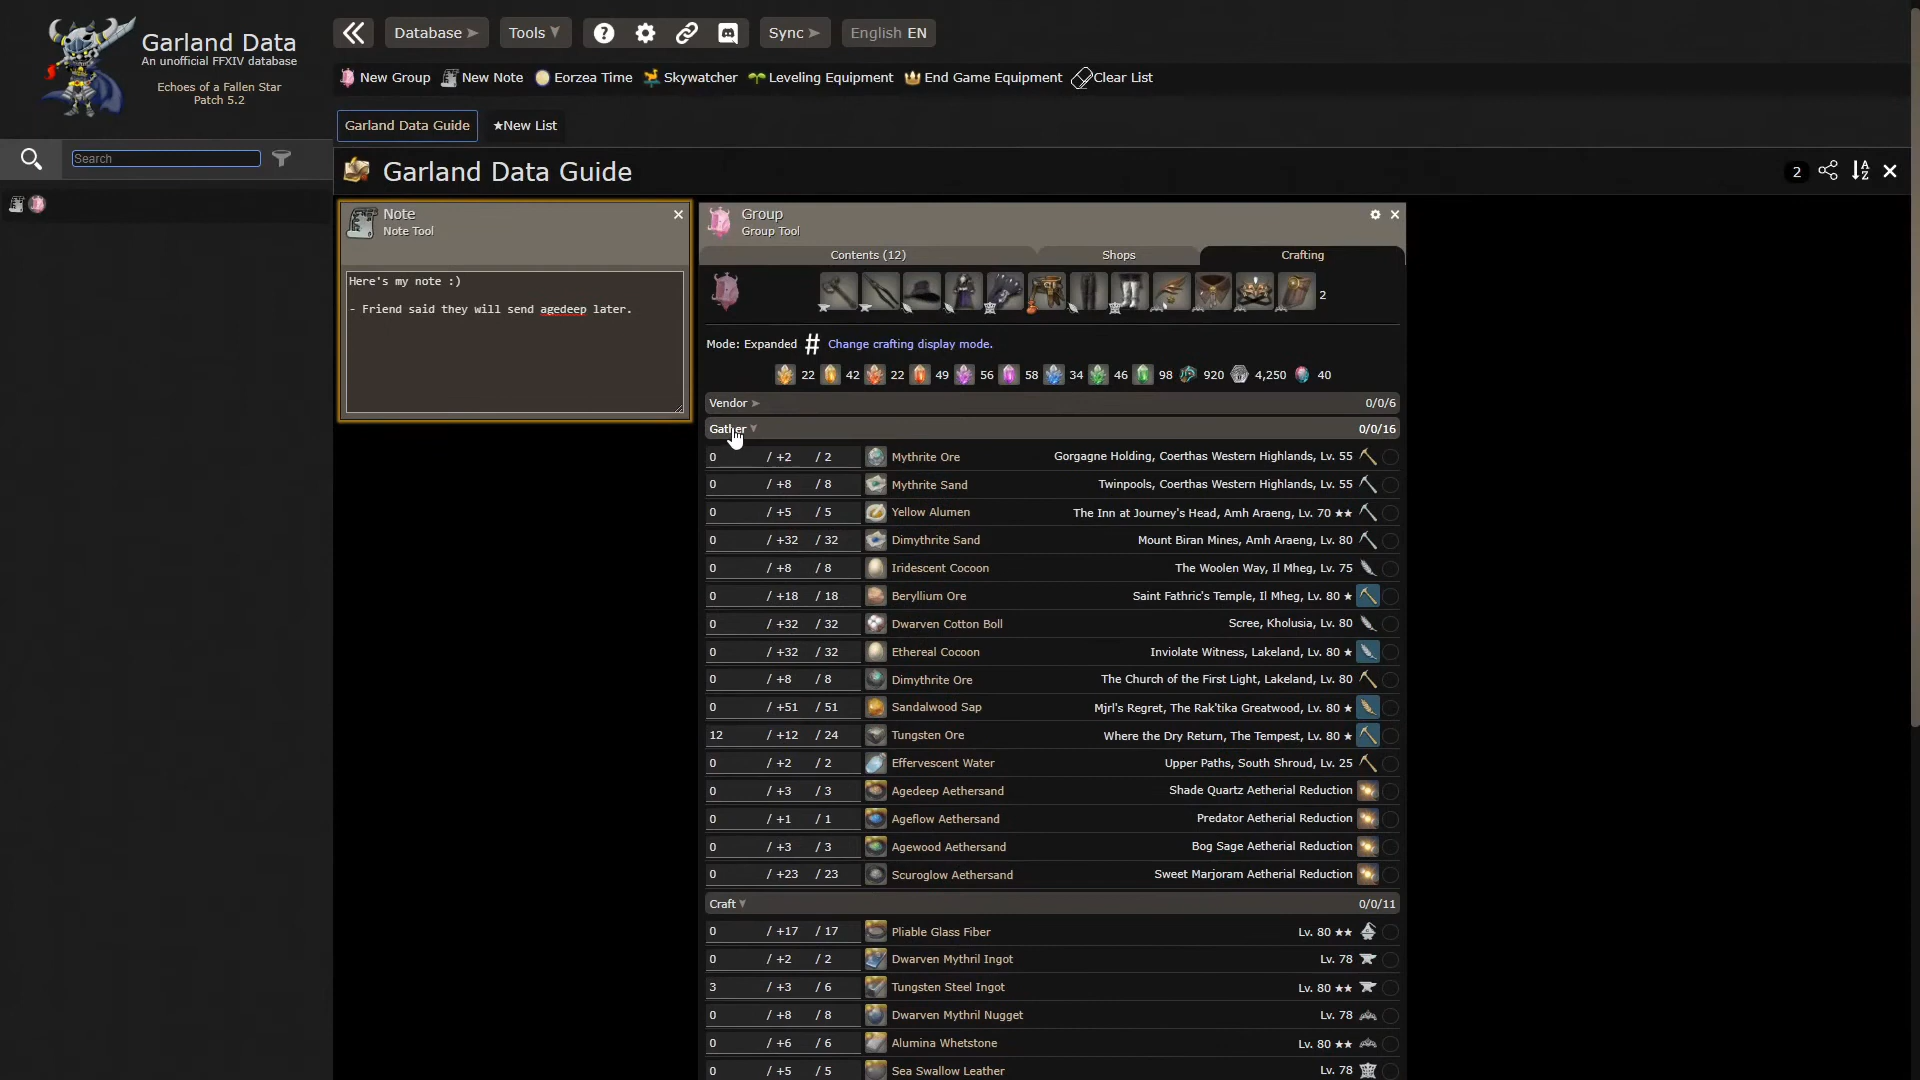 Garland Data
An unofficial FFXIV database
Echoes of a Fallen Star
Patch 5.2
Database
Tools
Sync
English EN
New Group
New Note
Eorzea Time
Skywatcher
Leveling Equipment
End Game Equipment
Clear List
Garland Data Guide
★New List
Search
Garland Data Guide
2
Note
Note Tool
Here's my note :)
- Friend said they will send agedeep later.
Group
Group Tool
Contents (12)
Shops
Crafting
2
Mode: Expanded # Change crafting display mode.
22 42 22 49 56 58 34 46 98 920 4,250 40
Vendor 0/0/6
Gather 0/0/16
0 / +2 / 2 Mythrite Ore Gorgagne Holding, Coerthas Western Highlands, Lv. 55
0 / +8 / 8 Mythrite Sand Twinpools, Coerthas Western Highlands, Lv. 55
0 / +5 / 5 Yellow Alumen The Inn at Journey's Head, Amh Araeng, Lv. 70 ★★
0 / +32 / 32 Dimythrite Sand Mount Biran Mines, Amh Araeng, Lv. 80
0 / +8 / 8 Iridescent Cocoon The Woolen Way, Il Mheg, Lv. 75
0 / +18 / 18 Beryllium Ore Saint Fathric's Temple, Il Mheg, Lv. 80 ★
0 / +32 / 32 Dwarven Cotton Boll Scree, Kholusia, Lv. 80
0 / +32 / 32 Ethereal Cocoon Inviolate Witness, Lakeland, Lv. 80 ★
0 / +8 / 8 Dimythrite Ore The Church of the First Light, Lakeland, Lv. 80
0 / +51 / 51 Sandalwood Sap Mjrl's Regret, The Rak'tika Greatwood, Lv. 80 ★
12 / +12 / 24 Tungsten Ore Where the Dry Return, The Tempest, Lv. 80 ★
0 / +2 / 2 Effervescent Water Upper Paths, South Shroud, Lv. 25
0 / +3 / 3 Agedeep Aethersand Shade Quartz Aetherial Reduction
0 / +1 / 1 Ageflow Aethersand Predator Aetherial Reduction
0 / +3 / 3 Agewood Aethersand Bog Sage Aetherial Reduction
0 / +23 / 23 Scuroglow Aethersand Sweet Marjoram Aetherial Reduction
Craft 0/0/11
0 / +17 / 17 Pliable Glass Fiber Lv. 80 ★★
0 / +2 / 2 Dwarven Mythril Ingot Lv. 78
3 / +3 / 6 Tungsten Steel Ingot Lv. 80 ★★
0 / +8 / 8 Dwarven Mythril Nugget Lv. 78
0 / +6 / 6 Alumina Whetstone Lv. 80 ★★
0 / +5 / 5 Sea Swallow Leather Lv. 78